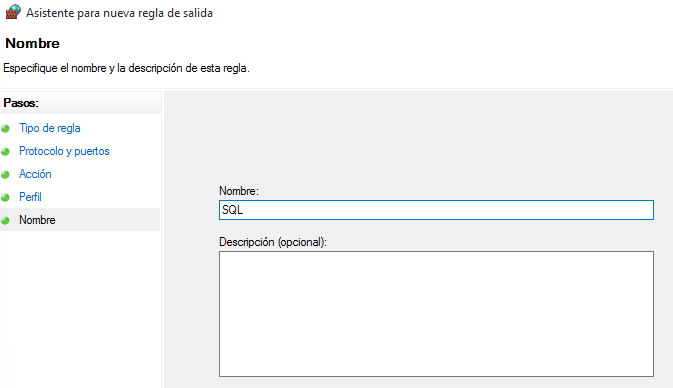 Asistente para nueva regla de salida
Nombre
Especifique el nombre y la descripción de esta regla.
Pasos:
Tipo de regla
Protocolo y puertos
Acción
Perfil
Nombre
Nombre:
SQL
Descripción (opcional):